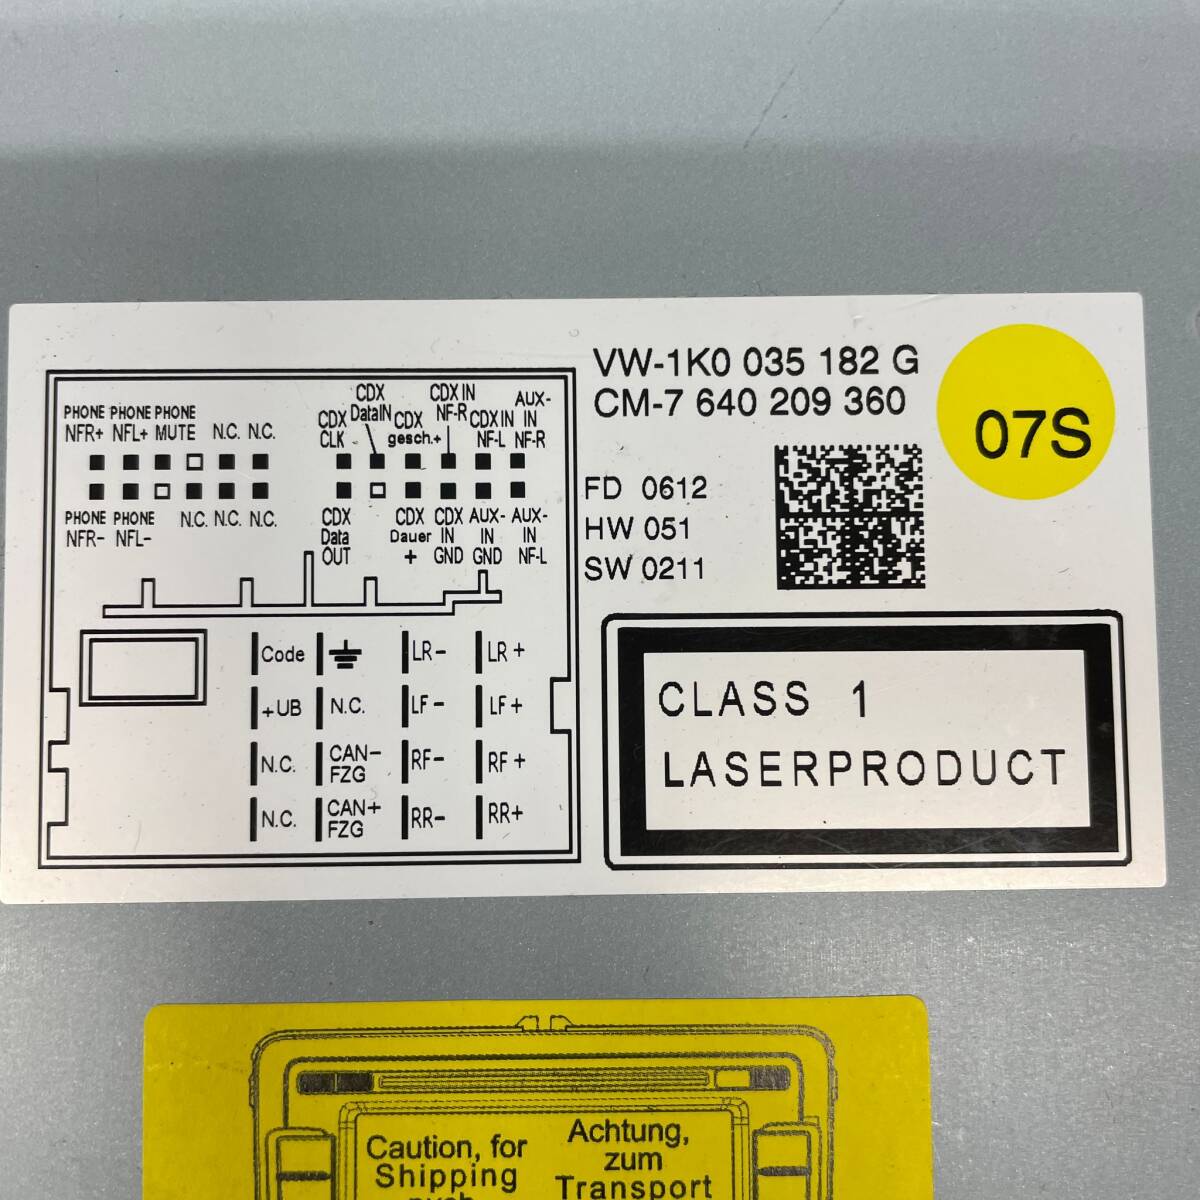 VW-1K0 035 182 G
CM-7 640 209 360
07S
FD 0612
HW 051
SW 0211
PHONE NFR+
PHONE NFL+
PHONE MUTE
N.C.
N.C.
PHONE NFR-
PHONE NFL-
N.C.
N.C.
N.C.
CDX CLK
CDX DataIN
CDX gesch.+
CDX IN NF-R
CDX IN NF-L
AUX-IN NF-R
CDX Data OUT
CDX Dauer +
CDX IN GND
AUX-IN GND
AUX-IN NF-L
Code LR- LR+
+UB N.C. LF- LF+
N.C. CAN- FZG RF- RF+
N.C. CAN+ FZG RR- RR+
CLASS 1
LASERPRODUCT
Caution, for
Shipping
Achtung,
zum
Transport